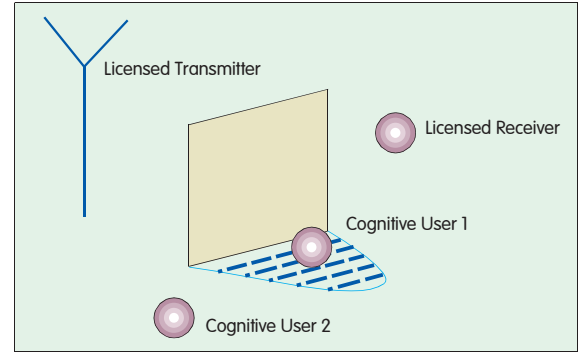 Licensed Transmitter
Licensed Receiver
Cognitive User 1
Cognitive User 2